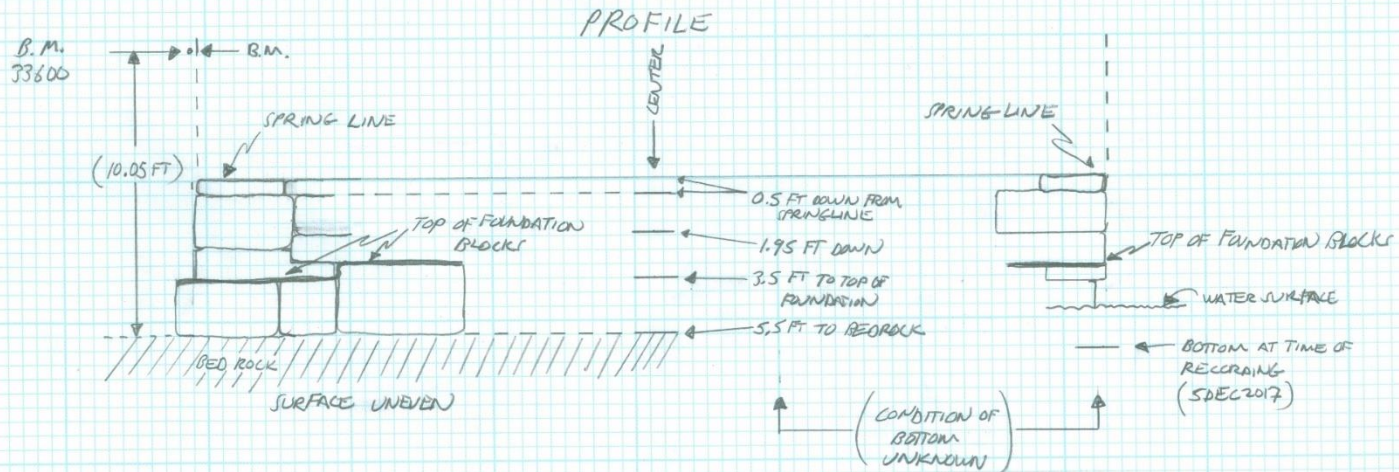 PROFILE
B.M.
33600
B.M.
CENTER
SPRING LINE
SPRING LINE
(10.05 FT)
0.5 FT DOWN FROM
SPRINGLINE
TOP OF FOUNDATION
BLOCKS
1.95 FT DOWN
TOP OF FOUNDATION BLOCKS
3.5 FT TO TOP OF
FOUNDATION
WATER SURFACE
5.5 FT TO BEDROCK
BOTTOM AT TIME OF
RECORDING
(5DEC2017)
BED ROCK
SURFACE UNEVEN
(CONDITION OF
BOTTOM
UNKNOWN)